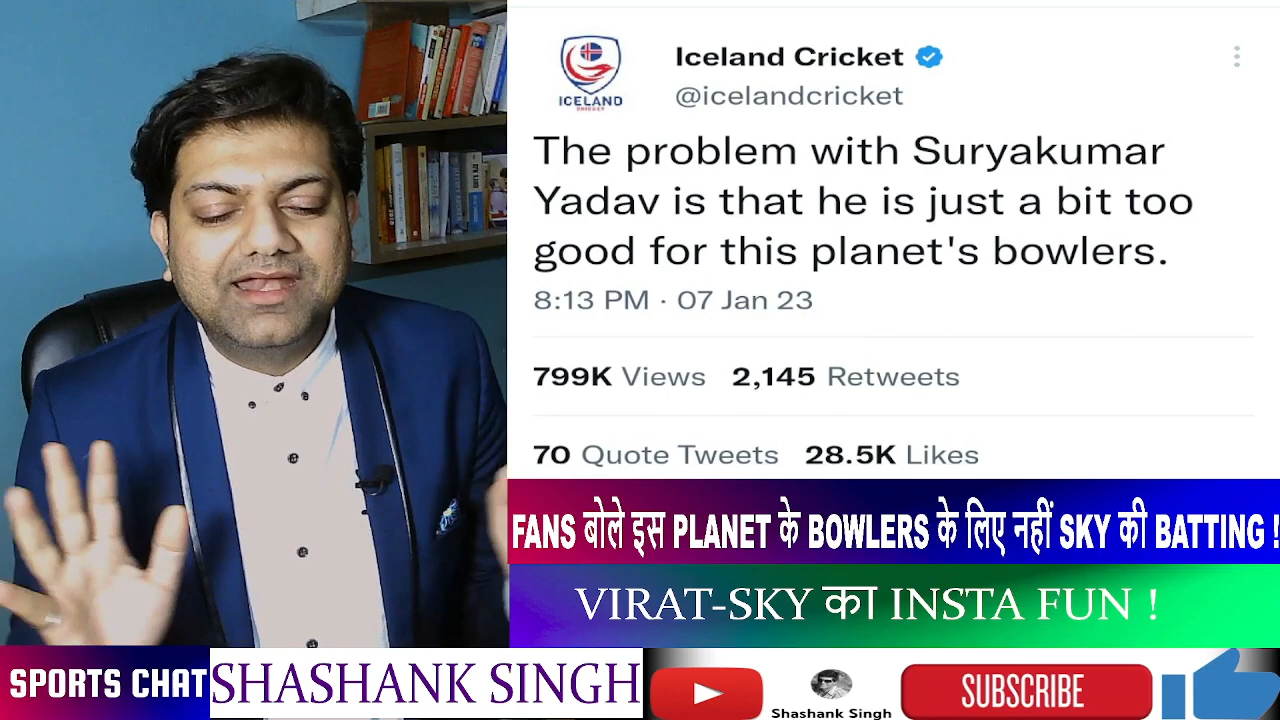 Iceland Cricket
@icelandcricket
ICELAND
CRICKET
The problem with Suryakumar
Yadav is that he is just a bit too
good for this planet's bowlers.
8:13 PM · 07 Jan 23
799K Views 2,145 Retweets
70 Quote Tweets 28.5K Likes
FANS बोले इस PLANET के BOWLERS के लिए नहीं SKY की BATTING !
VIRAT-SKY का INSTA FUN !
SPORTS CHAT
SHASHANK SINGH
Shashank Singh
SUBSCRIBE